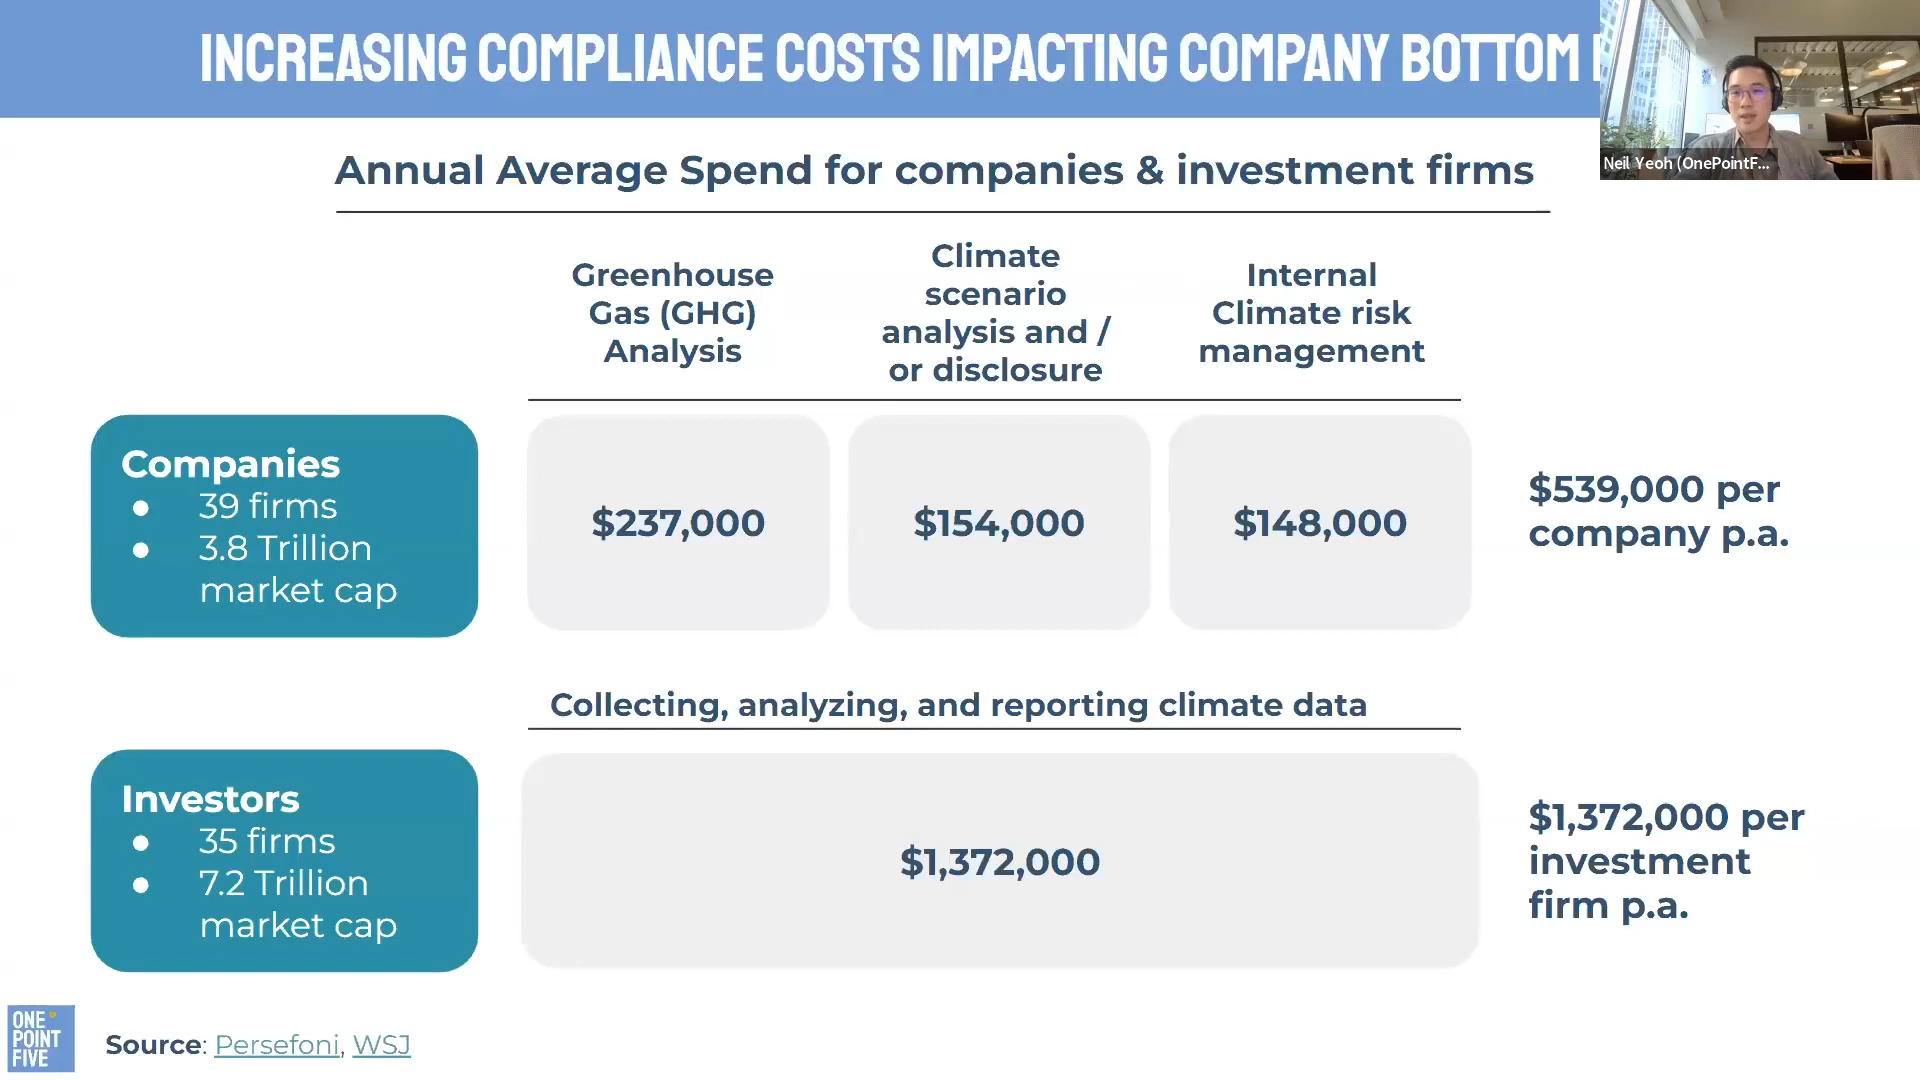 INCREASING COMPLIANCE COSTS IMPACTING COMPANY BOTTOM
Neil Yeoh (OnePointF...
Annual Average Spend for companies & investment firms
Greenhouse
Gas (GHG)
Analysis
Climate
scenario
analysis and /
or disclosure
Internal
Climate risk
management
Companies
● 39 firms
● 3.8 Trillion
market cap
$237,000
$154,000
$148,000
$539,000 per
company p.a.
Collecting, analyzing, and reporting climate data
Investors
● 35 firms
● 7.2 Trillion
market cap
$1,372,000
$1,372,000 per
investment
firm p.a.
ONE
POINT
FIVE
Source: Persefoni, WSJ